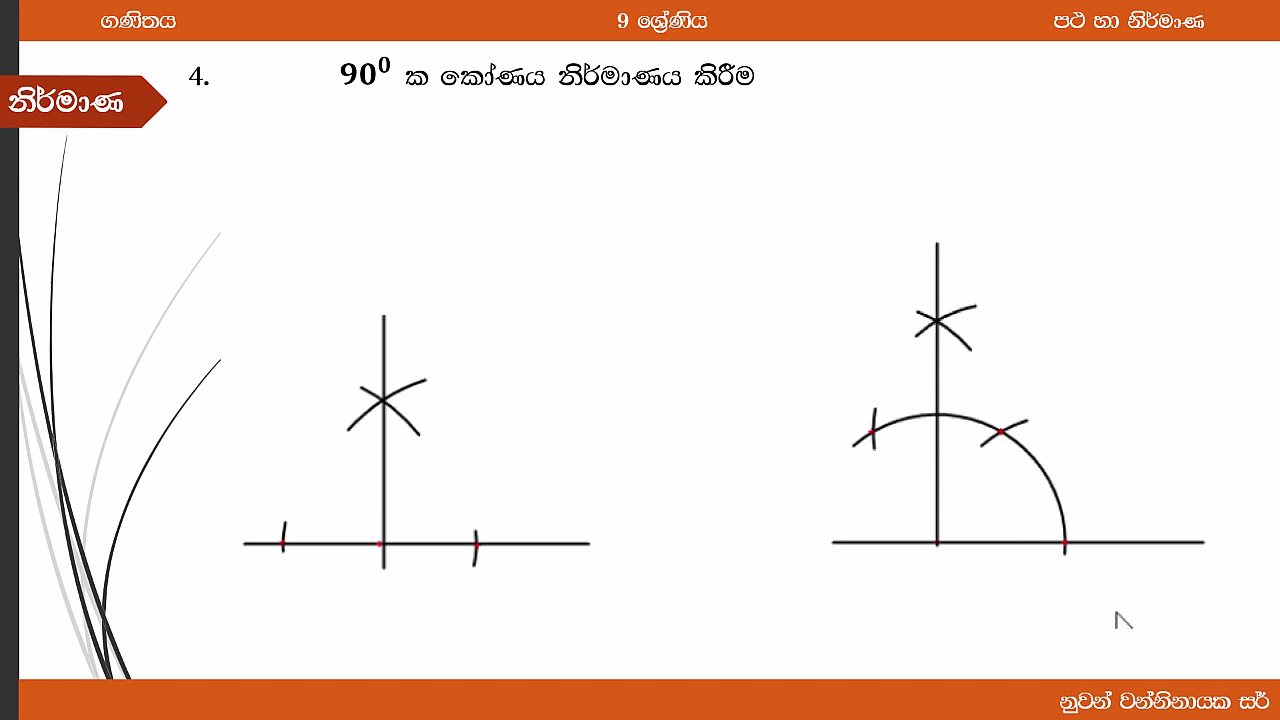 ගණිතය 9 ශ්‍රේණිය පථ හා නිර්මාණ
4. 90⁰ ක කෝණය නිර්මාණය කිරීම
නිර්මාණ
නුවන් වන්නිනායක සර්